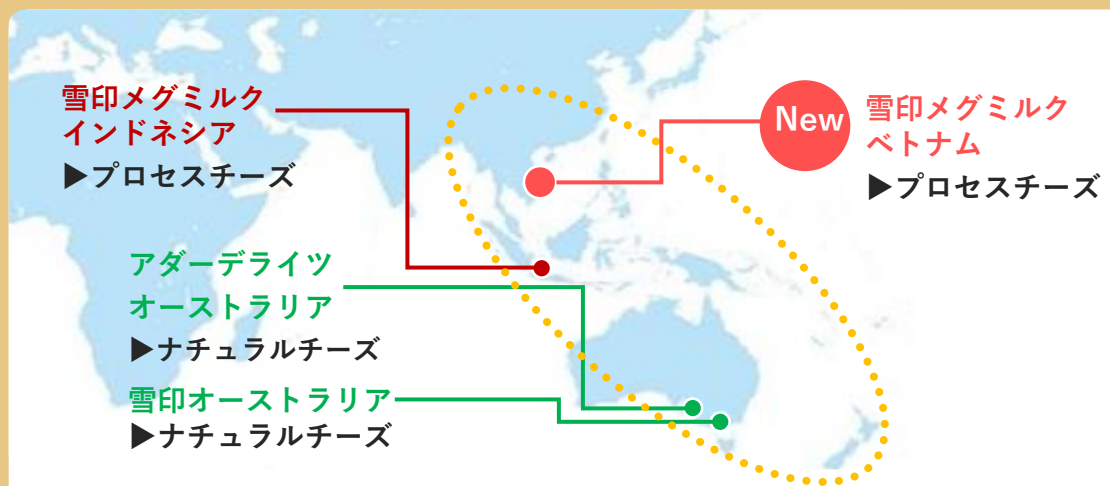 雪印メグミルク
インドネシア
▶プロセスチーズ
New
雪印メグミルク
ベトナム
▶プロセスチーズ
アダーデライツ
オーストラリア
▶ナチュラルチーズ
雪印オーストラリア
▶ナチュラルチーズ